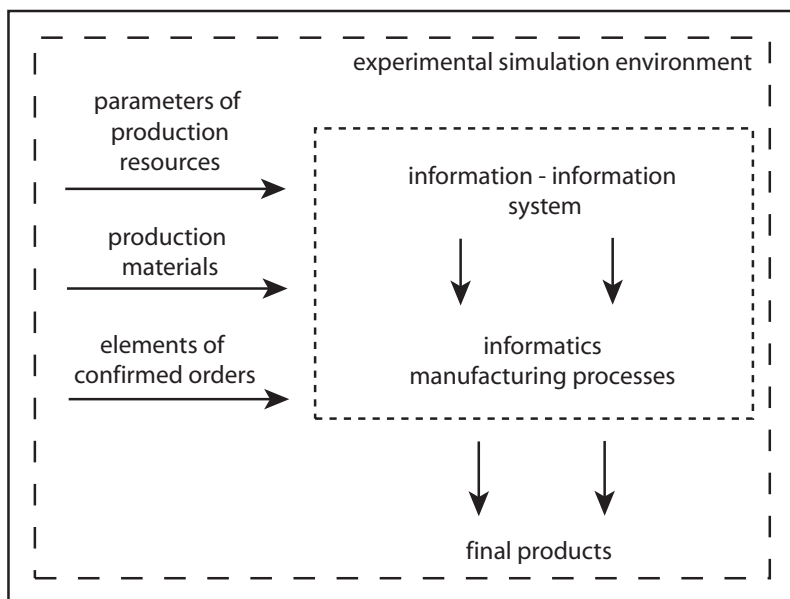 experimental simulation environment
parameters of
production
resources
production
materials
elements of
confirmed orders
information - information
system
informatics
manufacturing processes
final products